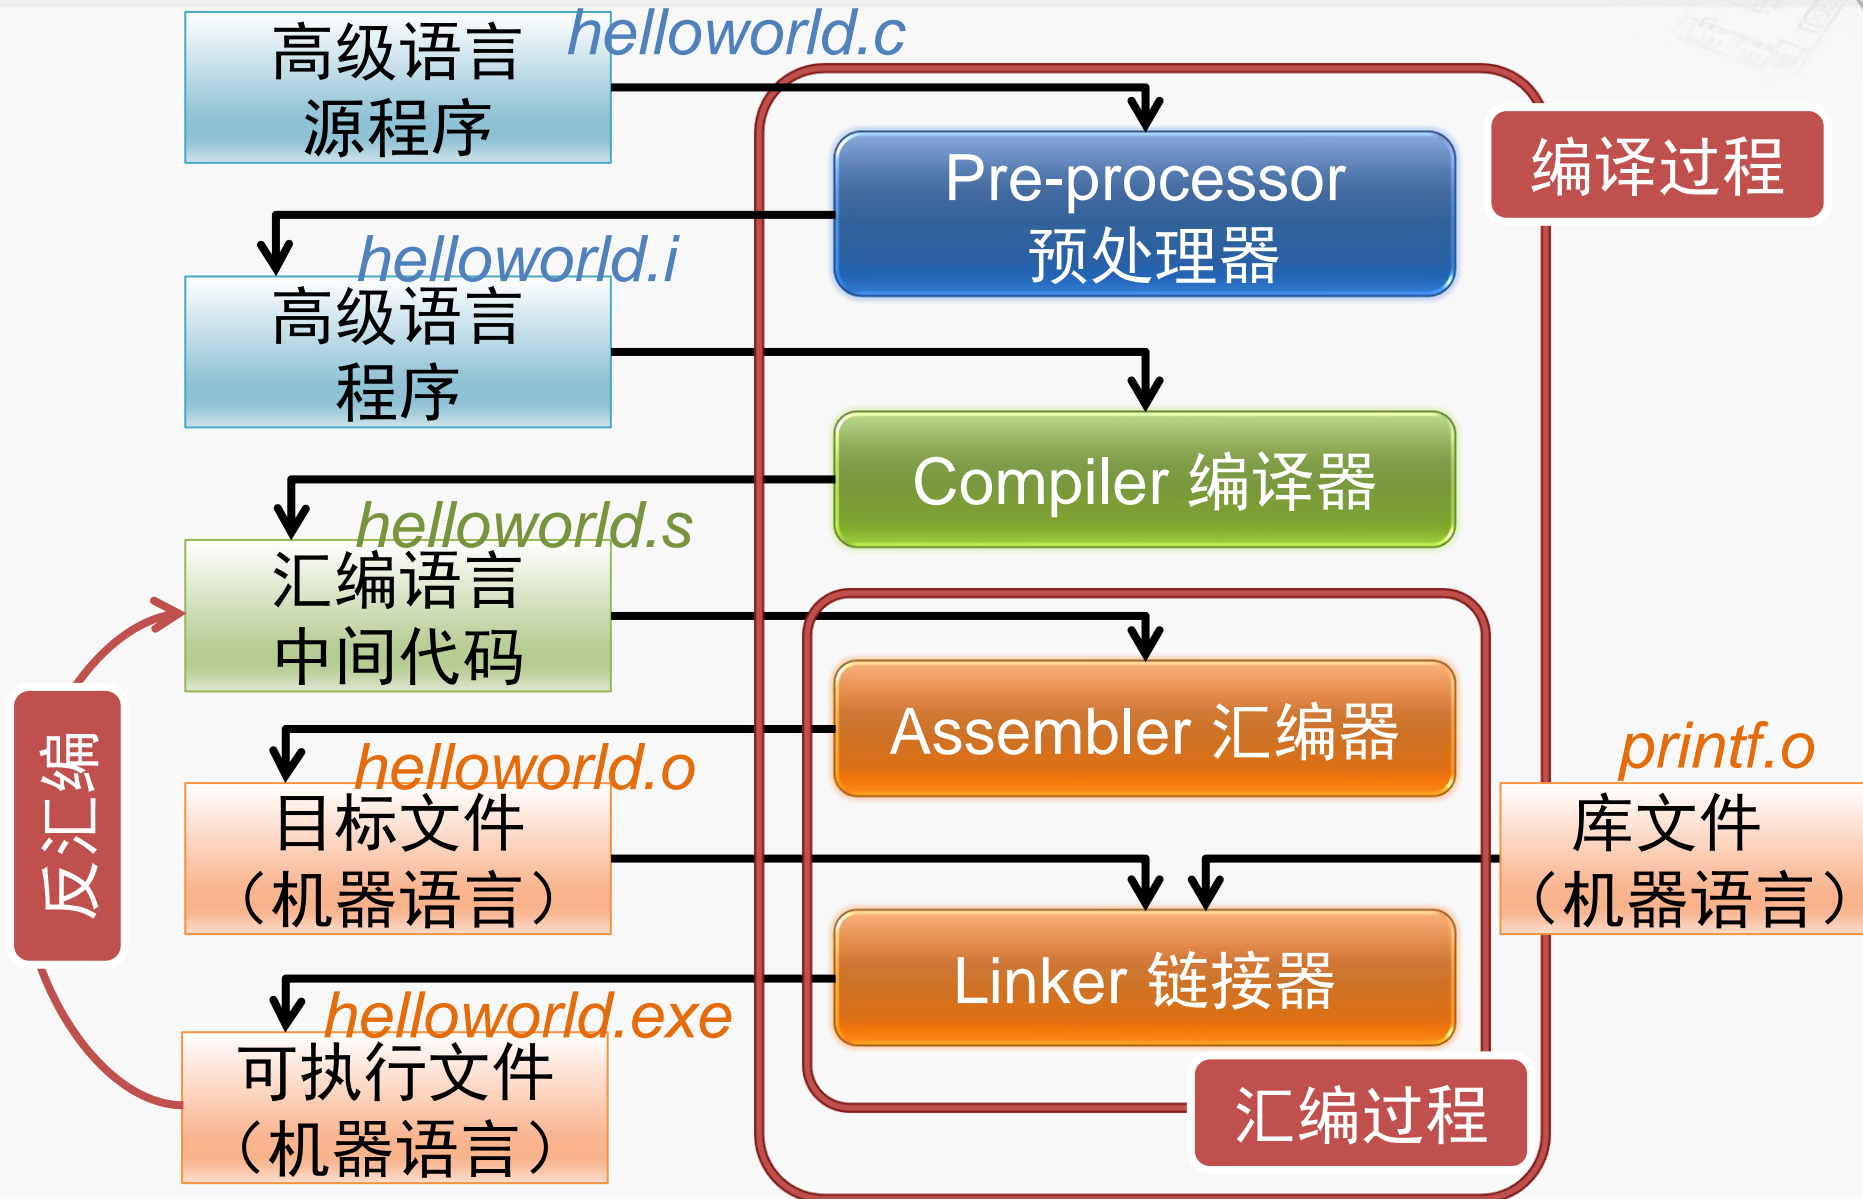 helloworld.c
高级语言
源程序
编译过程
Pre-processor
预处理器
helloworld.i
高级语言
程序
Compiler 编译器
helloworld.s
汇编语言
中间代码
Assembler 汇编器
反汇编
helloworld.o
目标文件
（机器语言）
printf.o
库文件
（机器语言）
Linker 链接器
helloworld.exe
可执行文件
（机器语言）
汇编过程